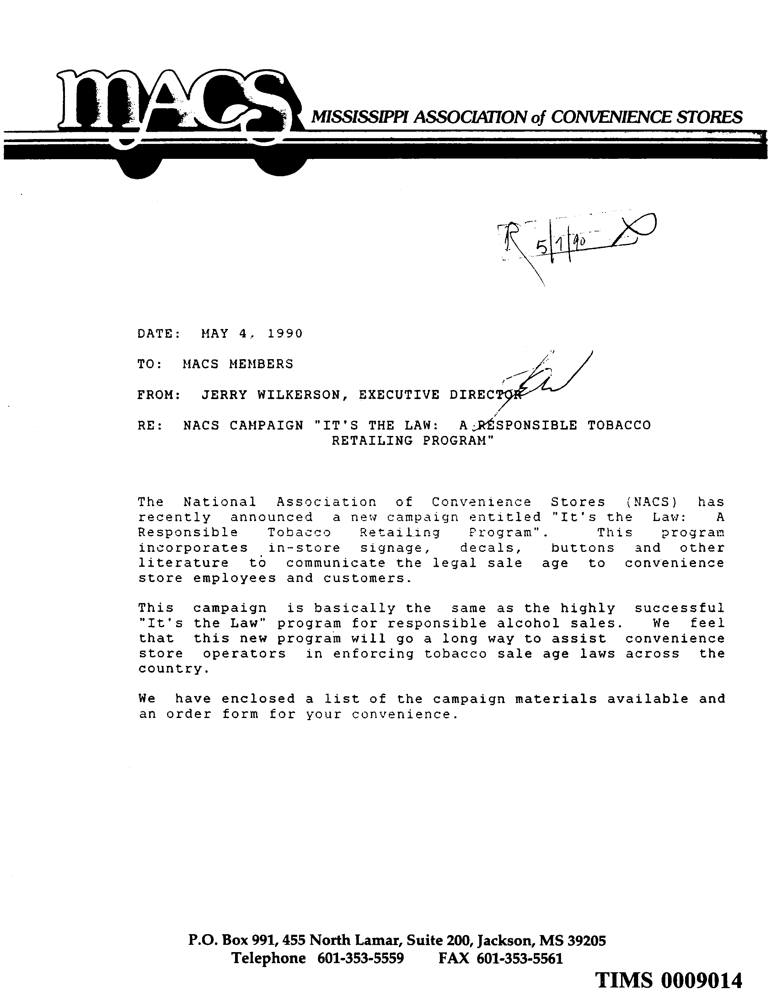 MACS
MISSISSIPPI ASSOCIATION of CONVENIENCE STORES
R 5/7/90
DATE: MAY 4, 1990
TO: MACS MEMBERS
FROM: JERRY WILKERSON, EXECUTIVE DIRECTOR
RE: NACS CAMPAIGN "IT'S THE LAW: A RESPONSIBLE TOBACCO
RETAILING PROGRAM"
The National Association of Convenience Stores (NACS) has
recently announced a new campaign entitled "It's the Law: A
Responsible Tobacco Retailing Program". This program
incorporates in-store signage, decals, buttons and other
literature to communicate the legal sale age to convenience
store employees and customers.
This campaign is basically the same as the highly successful
"It's the Law" program for responsible alcohol sales. We feel
that this new program will go a long way to assist convenience
store operators in enforcing tobacco sale age laws across the
country.
We have enclosed a list of the campaign materials available and
an order form for your convenience.
P.O. Box 991, 455 North Lamar, Suite 200, Jackson, MS 39205
Telephone 601-353-5559 FAX 601-353-5561
TIMS 0009014